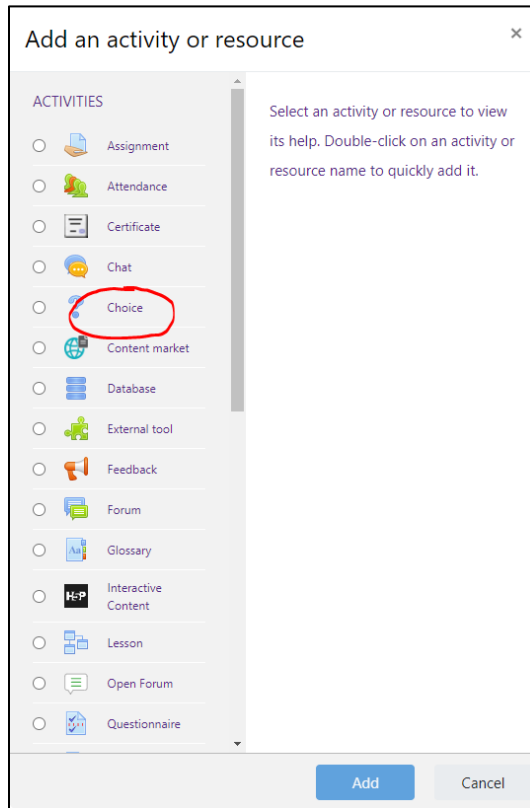 Add an activity or resource
×
ACTIVITIES
Select an activity or resource to view
its help. Double-click on an activity or
resource name to quickly add it.
Assignment
Attendance
Certificate
Chat
Choice
Content market
Database
External tool
Feedback
Forum
Aa
Glossary
H5P
Interactive
Content
Lesson
Open Forum
Questionnaire
Add
Cancel